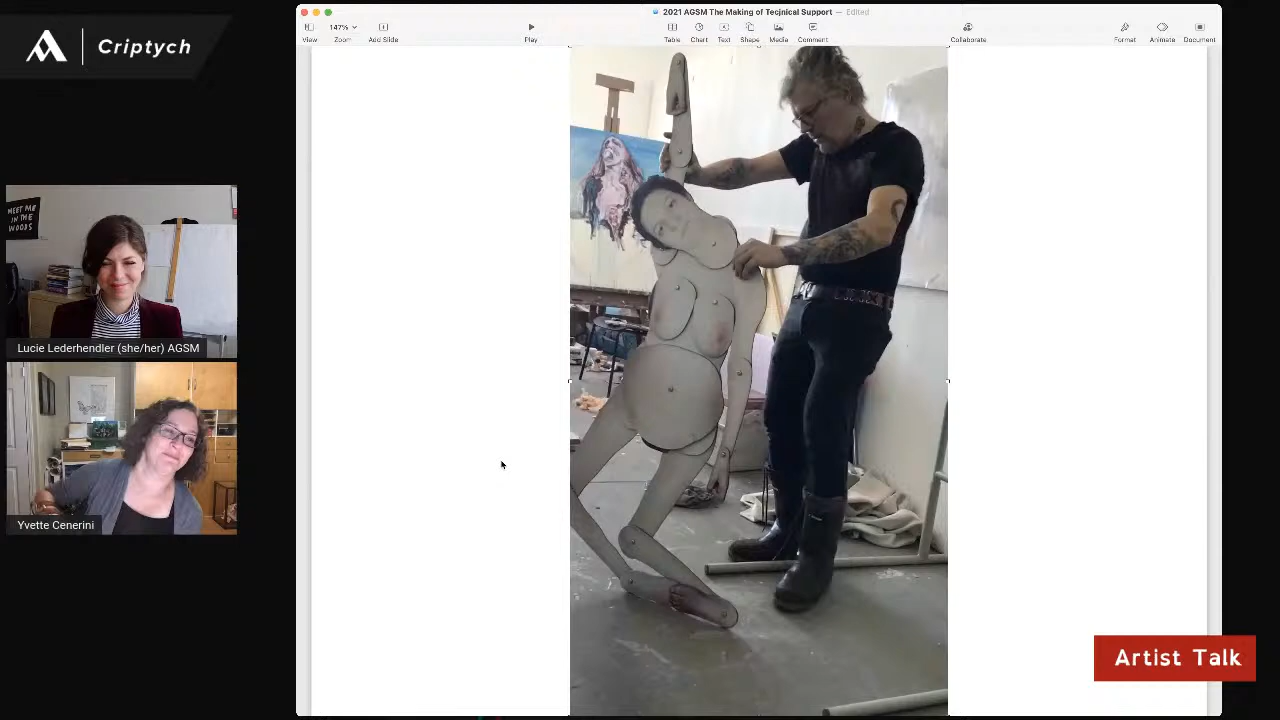 Criptych
2021 AGSM The Making of Tecjnical Support — Edited
147%
View
Zoom
Add Slide
Play
Table
Chart
Text
Shape
Media
Comment
Collaborate
Format
Animate
Document
MEET ME
IN THE
WOODS
Lucie Lederhendler (she/her) AGSM
Yvette Cenerini
Artist Talk